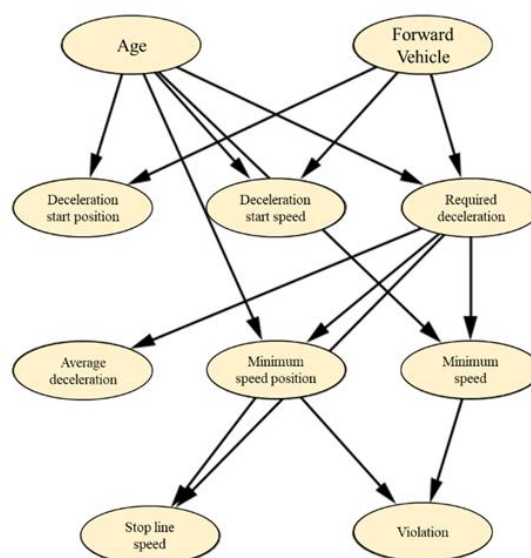 Age
Forward
Vehicle
Deceleration
start position
Deceleration
start speed
Required
deceleration
Average
deceleration
Minimum
speed position
Minimum
speed
Stop line
speed
Violation